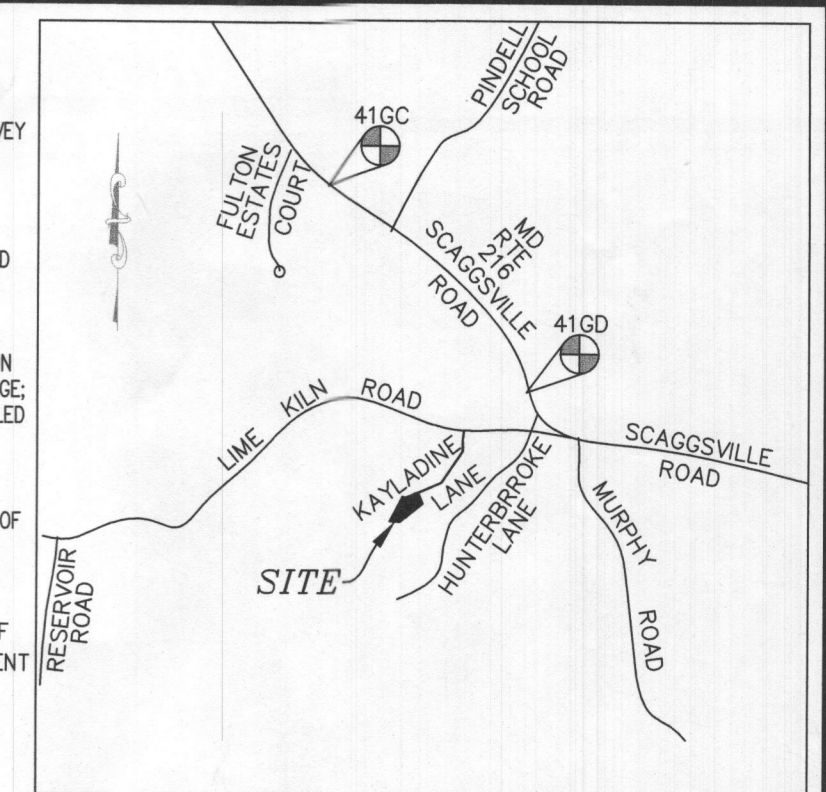 VEY
D
N
GE;
LED
OF
F
ENT
PINDELL
SCHOOL
ROAD
41GC
FULTON
ESTATES
COURT
MD
RTE
216
SCAGGSVILLE
ROAD
41GD
LIME KILN ROAD
SCAGGSVILLE
ROAD
KAYLADINE
LANE
HUNTERBRROKE
LANE
MURPHY
ROAD
SITE
RESERVOIR
ROAD